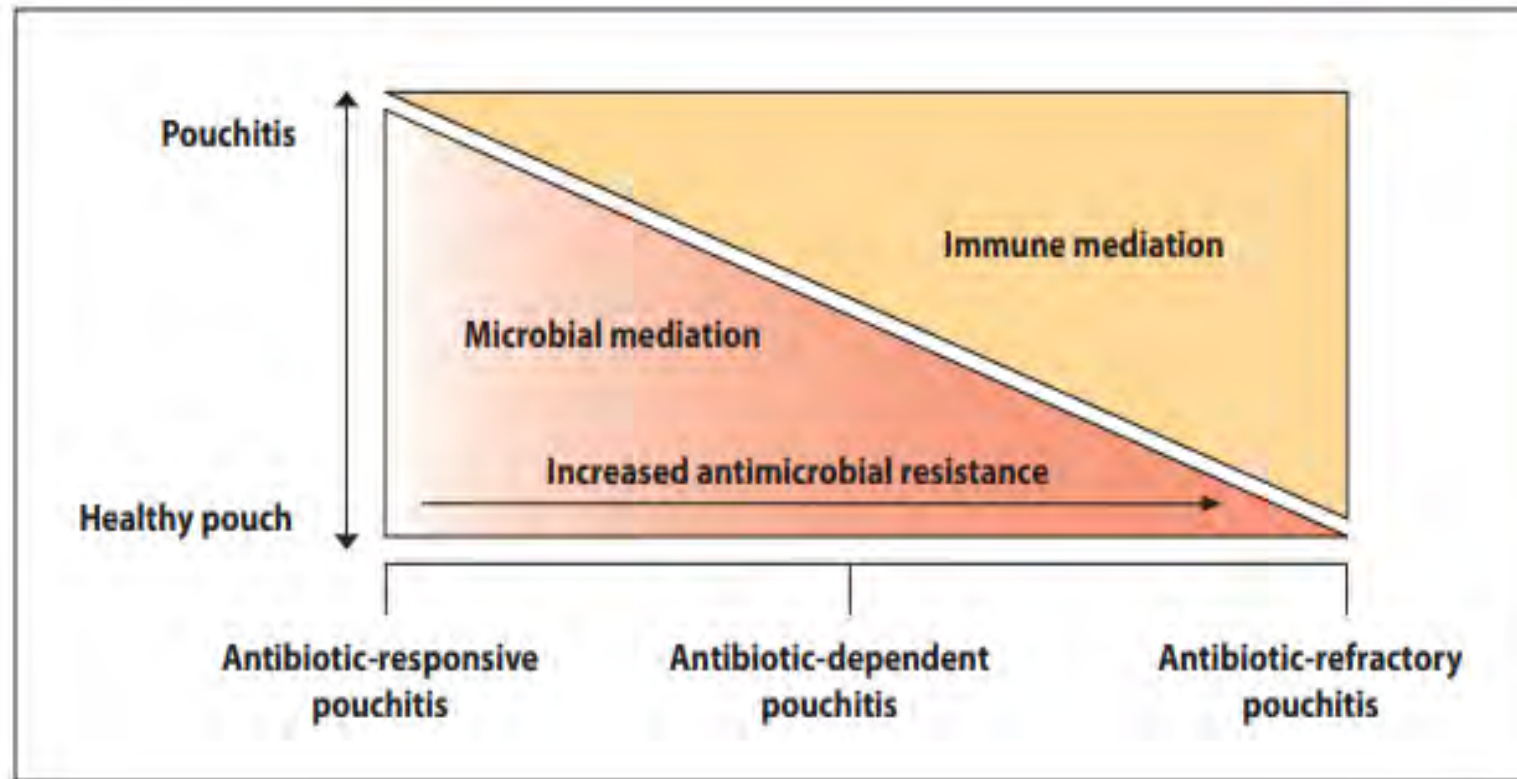 Pouchitis
Immune mediation
Microbial mediation
Increased antimicrobial resistance
Healthy pouch
Antibiotic-responsive
pouchitis
Antibiotic-dependent
pouchitis
Antibiotic-refractory
pouchitis